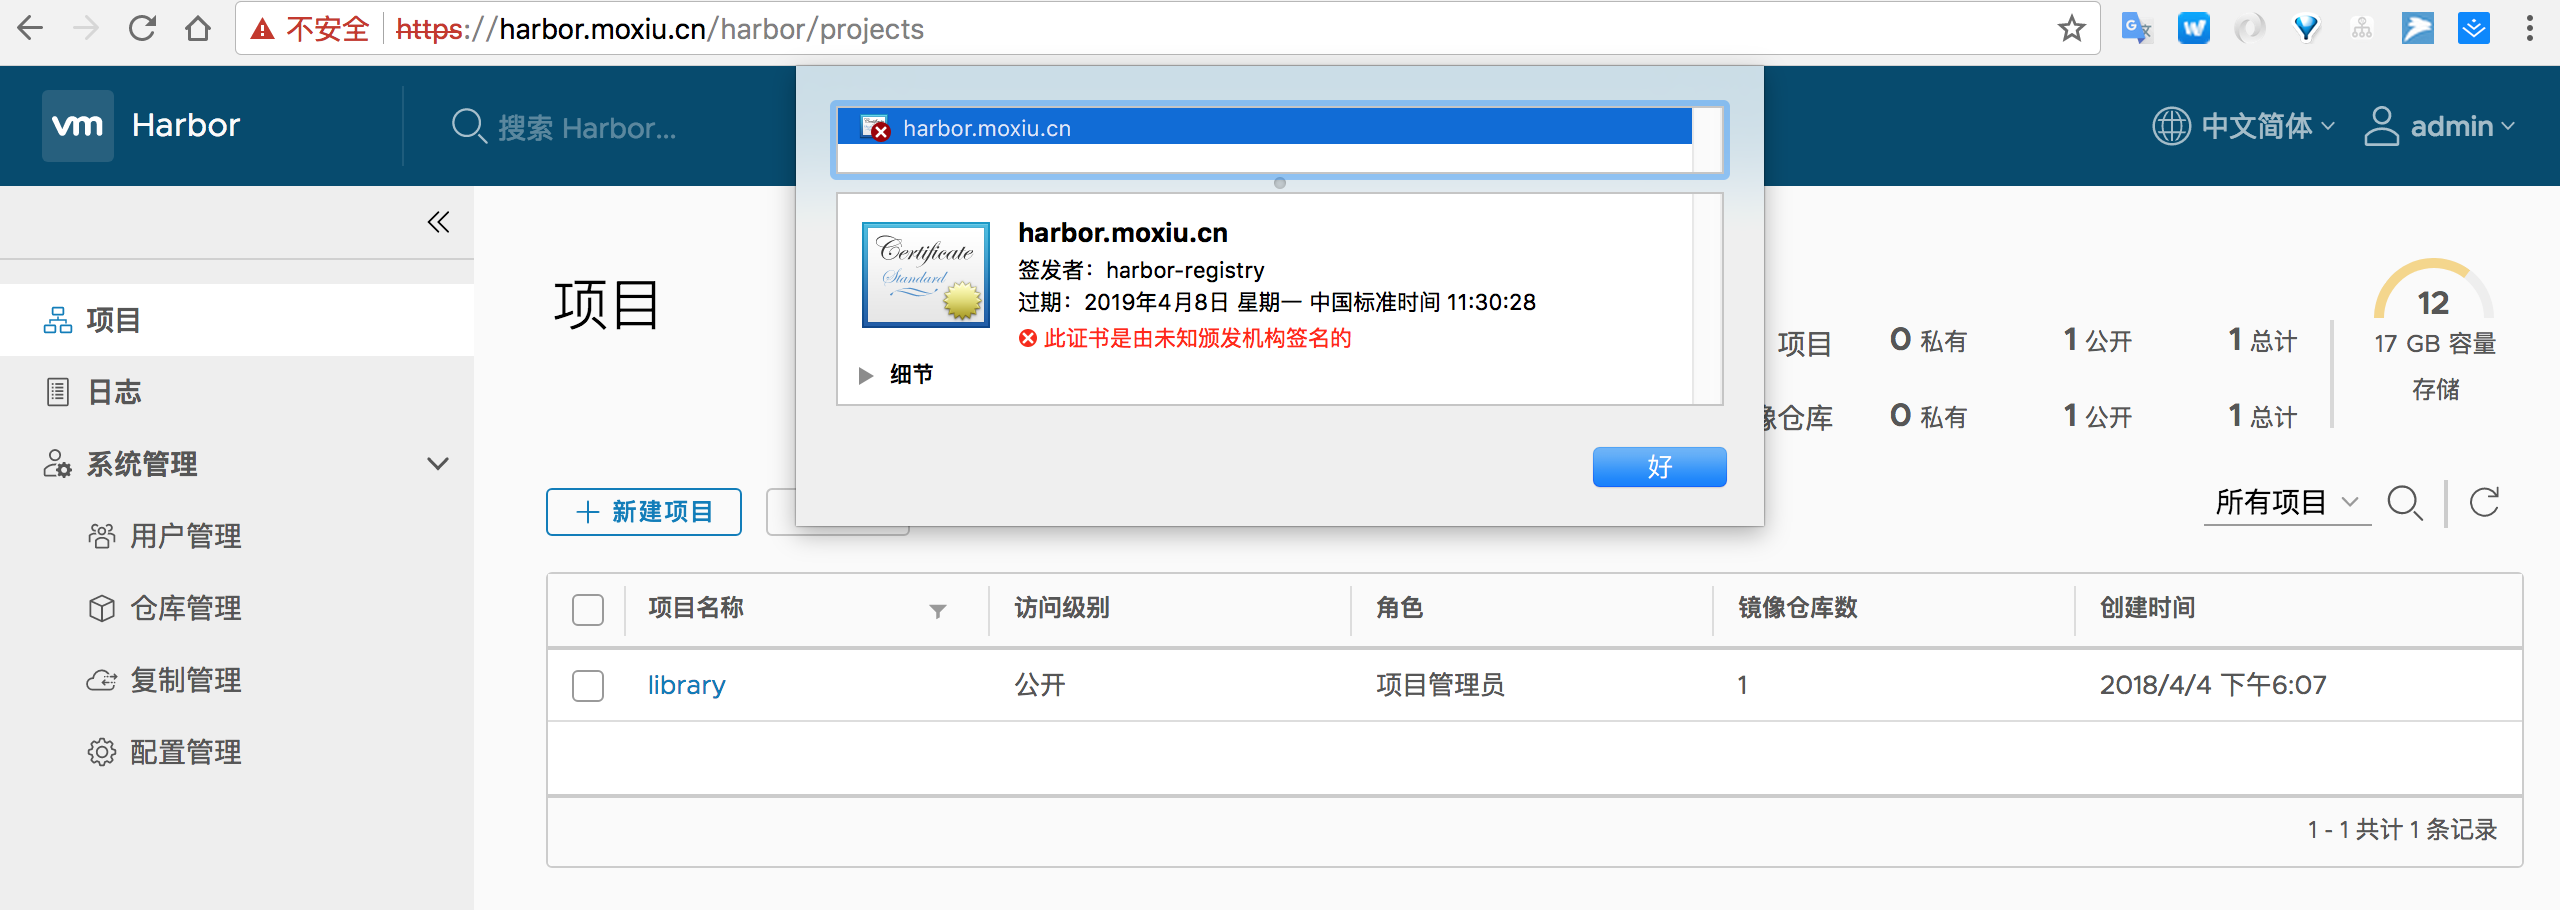 不安全 https://harbor.moxiu.cn/harbor/projects
vm Harbor
搜索 Harbor...
中文简体
admin
harbor.moxiu.cn
Certificate
Standard
harbor.moxiu.cn
签发者：harbor-registry
过期：2019年4月8日 星期一 中国标准时间 11:30:28
此证书是由未知颁发机构签名的
细节
好
项目
日志
系统管理
用户管理
仓库管理
复制管理
配置管理
项目
项目 0 私有 1 公开 1 总计
像仓库 0 私有 1 公开 1 总计
12
17 GB 容量
存储
新建项目
所有项目
项目名称 访问级别 角色 镜像仓库数 创建时间
library 公开 项目管理员 1 2018/4/4 下午6:07
1 - 1 共计 1 条记录